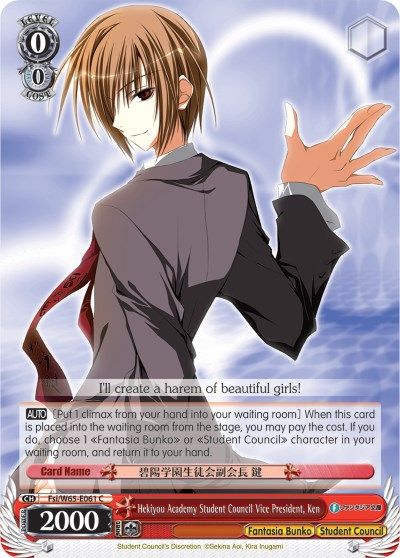 LEVEL
0
0
COST
I'll create a harem of beautiful girls!
AUTO [Put 1 climax from your hand into your waiting room] When this card
is placed into the waiting room from the stage, you may pay the cost. If you
do, choose 1 «Fantasia Bunko» or «Student Council» character in your
waiting room, and return it to your hand.
Card Name 碧陽学園生徒会副会長 鍵
CH Fsi/W65-E061 C
Hekiyou Academy Student Council Vice President, Ken
ファンタジア文庫
POWER
2000
Fantasia Bunko Student Council
Student Council's Discretion ©Sekina Aoi, Kira Inugami